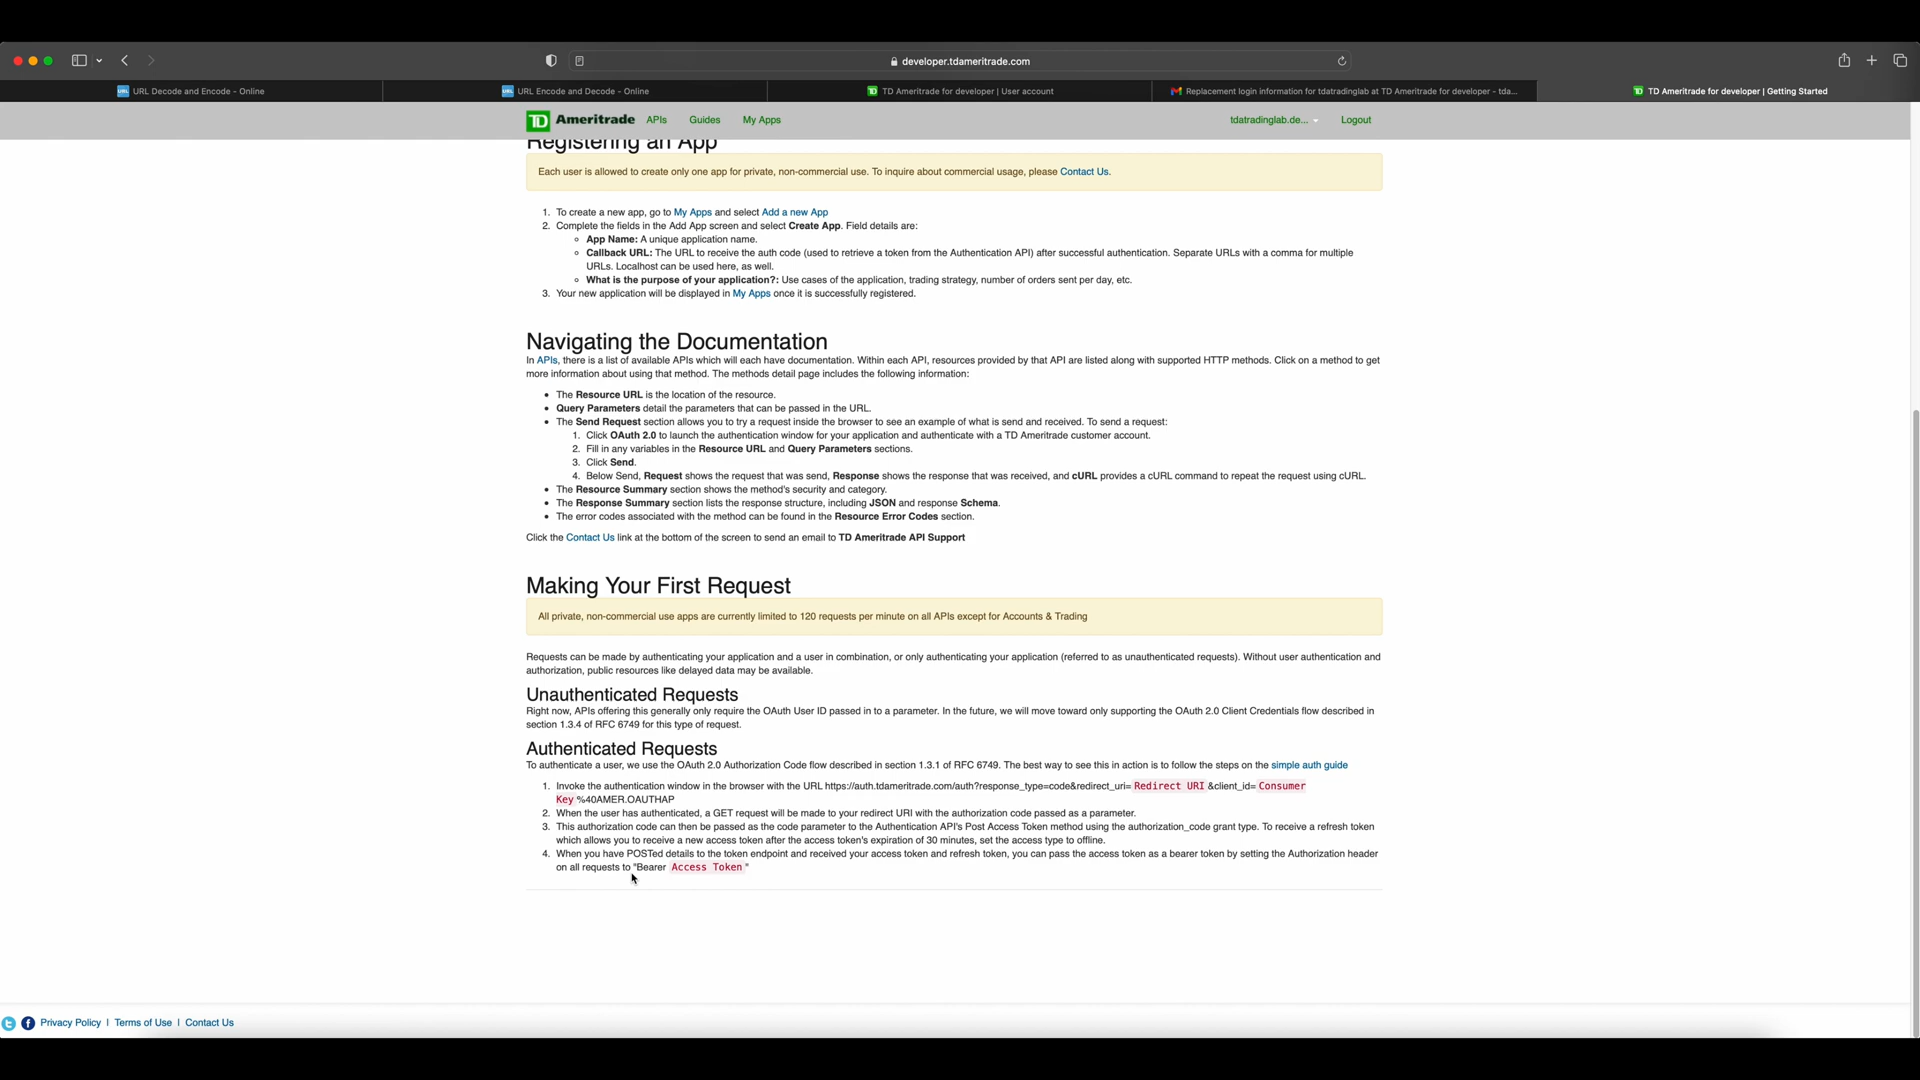 developer.tdameritrade.com
URL Decode and Encode - Online
URL Encode and Decode - Online
TD Ameritrade for developer | User account
Replacement login information for tdatradinglab at TD Ameritrade for developer - tda...
TD Ameritrade for developer | Getting Started
TD Ameritrade APIs Guides My Apps tdatradinglab.de... Logout
Registering an App
Each user is allowed to create only one app for private, non-commercial use. To inquire about commercial usage, please Contact Us.
1. To create a new app, go to My Apps and select Add a new App
2. Complete the fields in the Add App screen and select Create App. Field details are:
App Name: A unique application name.
Callback URL: The URL to receive the auth code (used to retrieve a token from the Authentication API) after successful authentication. Separate URLs with a comma for multiple
URLs. Localhost can be used here, as well.
What is the purpose of your application?: Use cases of the application, trading strategy, number of orders sent per day, etc.
3. Your new application will be displayed in My Apps once it is successfully registered.
Navigating the Documentation
In APIs, there is a list of available APIs which will each have documentation. Within each API, resources provided by that API are listed along with supported HTTP methods. Click on a method to get
more information about using that method. The methods detail page includes the following information:
• The Resource URL is the location of the resource.
• Query Parameters detail the parameters that can be passed in the URL.
• The Send Request section allows you to try a request inside the browser to see an example of what is send and received. To send a request:
1. Click OAuth 2.0 to launch the authentication window for your application and authenticate with a TD Ameritrade customer account.
2. Fill in any variables in the Resource URL and Query Parameters sections.
3. Click Send.
4. Below Send, Request shows the request that was send, Response shows the response that was received, and cURL provides a cURL command to repeat the request using cURL.
• The Resource Summary section shows the method's security and category.
• The Response Summary section lists the response structure, including JSON and response Schema.
• The error codes associated with the method can be found in the Resource Error Codes section.
Click the Contact Us link at the bottom of the screen to send an email to TD Ameritrade API Support
Making Your First Request
All private, non-commercial use apps are currently limited to 120 requests per minute on all APIs except for Accounts & Trading
Requests can be made by authenticating your application and a user in combination, or only authenticating your application (referred to as unauthenticated requests). Without user authentication and
authorization, public resources like delayed data may be available.
Unauthenticated Requests
Right now, APIs offering this generally only require the OAuth User ID passed in to a parameter. In the future, we will move toward only supporting the OAuth 2.0 Client Credentials flow described in
section 1.3.4 of RFC 6749 for this type of request.
Authenticated Requests
To authenticate a user, we use the OAuth 2.0 Authorization Code flow described in section 1.3.1 of RFC 6749. The best way to see this in action is to follow the steps on the simple auth guide
1. Invoke the authentication window in the browser with the URL https://auth.tdameritrade.com/auth?response_type=code&redirect_uri= Redirect URI &client_id= Consumer
Key %40AMER.OAUTHAP
2. When the user has authenticated, a GET request will be made to your redirect URI with the authorization code passed as a parameter.
3. This authorization code can then be passed as the code parameter to the Authentication API's Post Access Token method using the authorization_code grant type. To receive a refresh token
which allows you to receive a new access token after the access token's expiration of 30 minutes, set the access type to offline.
4. When you have POSTed details to the token endpoint and received your access token and refresh token, you can pass the access token as a bearer token by setting the Authorization header
on all requests to "Bearer Access Token "
Privacy Policy | Terms of Use | Contact Us